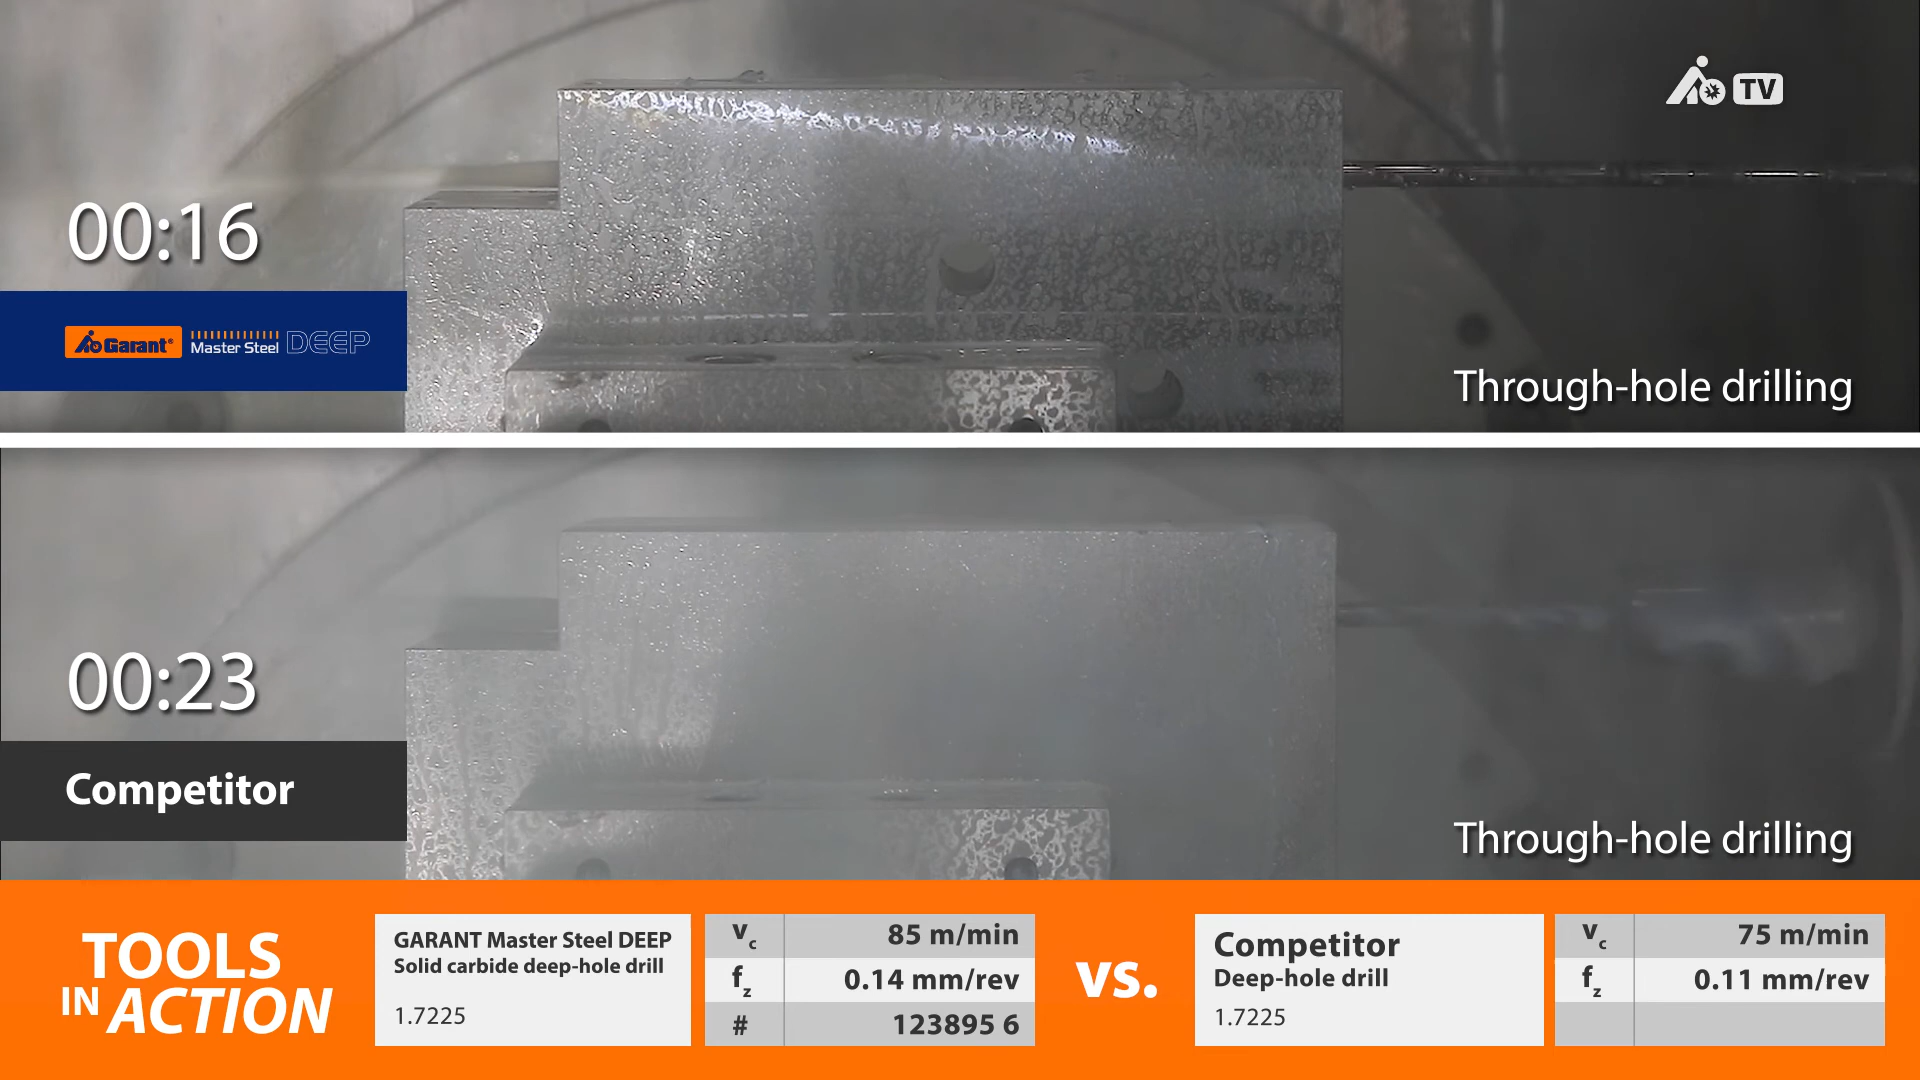 TV
00:16
Garant® Master Steel DEEP
Through-hole drilling
00:23
Competitor
Through-hole drilling
TOOLS
IN ACTION
GARANT Master Steel DEEP
Solid carbide deep-hole drill
1.7225
vc 85 m/min
fz 0.14 mm/rev
# 123895 6
vs.
Competitor
Deep-hole drill
1.7225
vc 75 m/min
fz 0.11 mm/rev